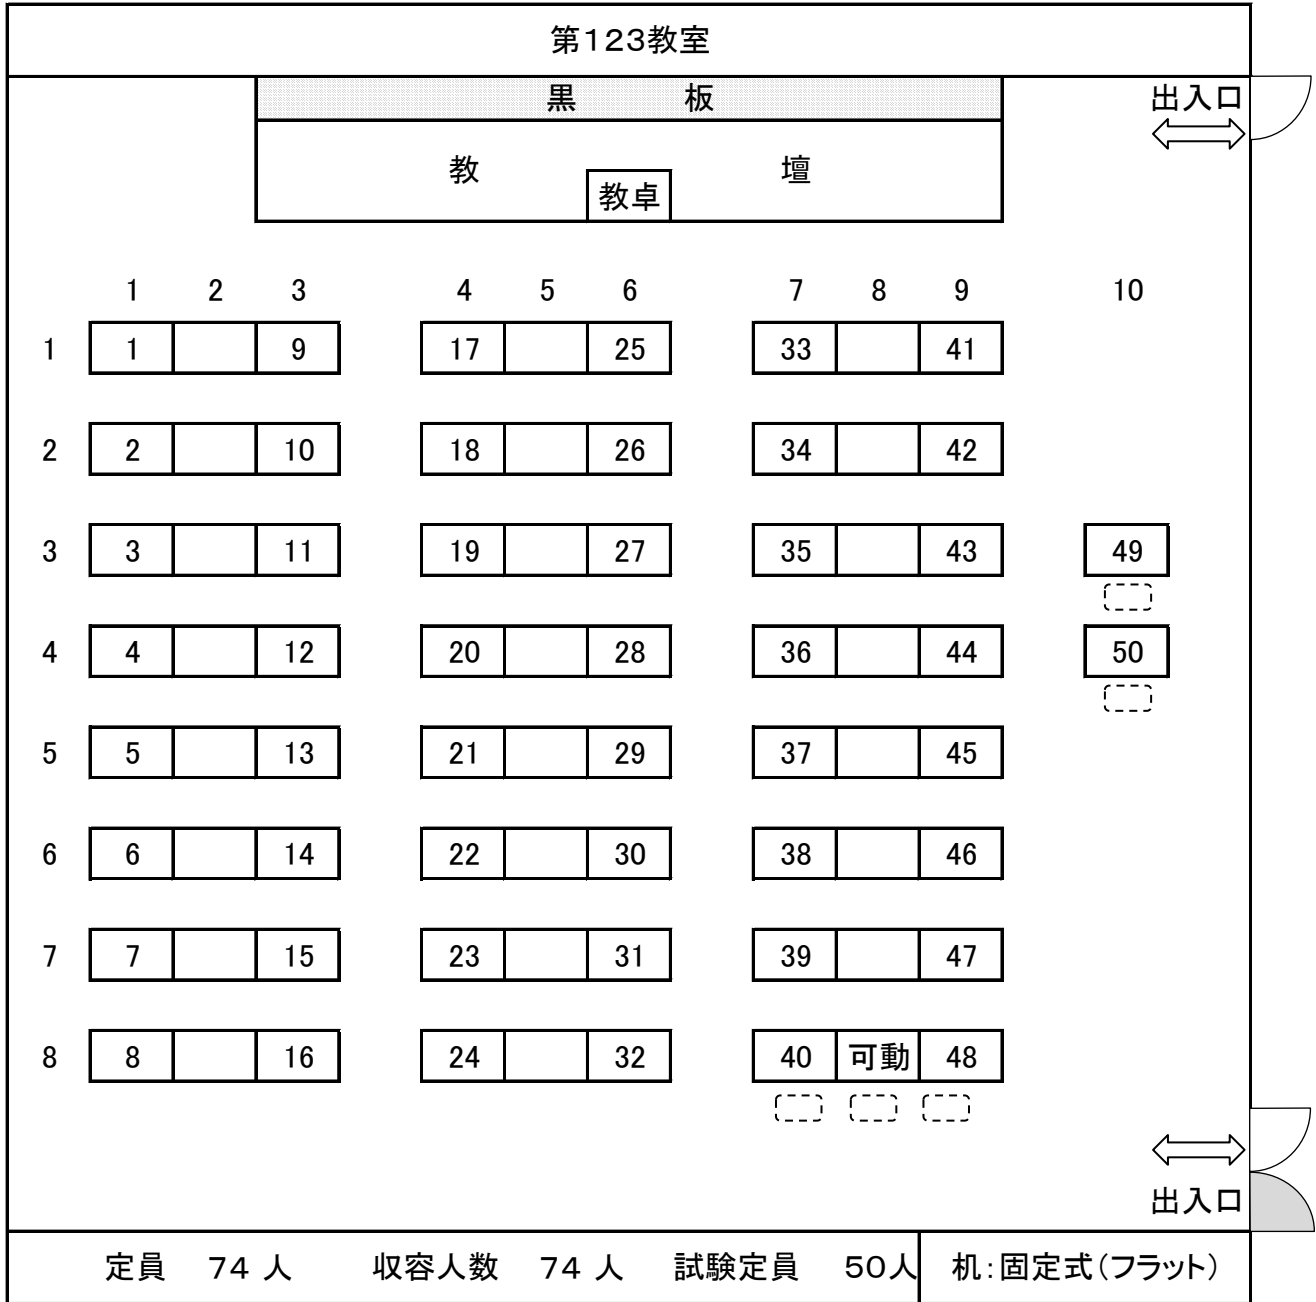 第123教室
黒　板
出入口
教　壇
教卓
1 2 3 4 5 6 7 8 9 10
1 1 9 17 25 33 41
2 2 10 18 26 34 42
3 3 11 19 27 35 43 49
4 4 12 20 28 36 44 50
5 5 13 21 29 37 45
6 6 14 22 30 38 46
7 7 15 23 31 39 47
8 8 16 24 32 40 可動 48
出入口
定員　74 人　収容人数　74 人　試験定員　50人　机:固定式(フラット)